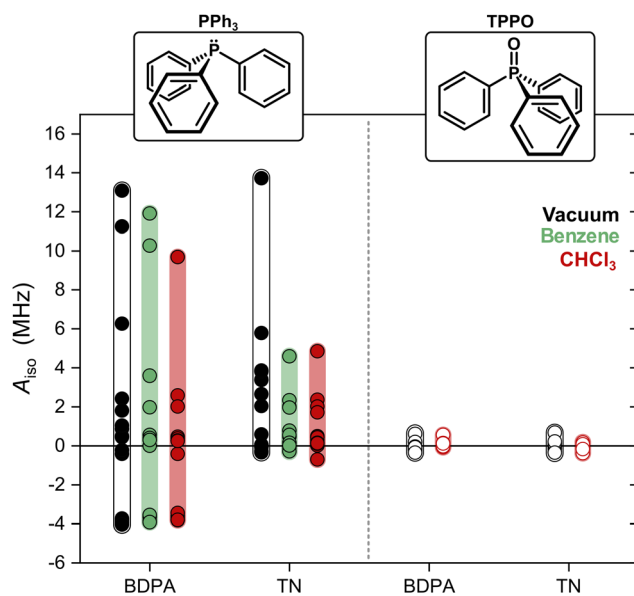 PPh3
TPPO
P
O
P
16
14
12
10
8
6
4
2
0
-2
-4
-6
Aiso (MHz)
Vacuum
Benzene
CHCl3
BDPA
TN
BDPA
TN